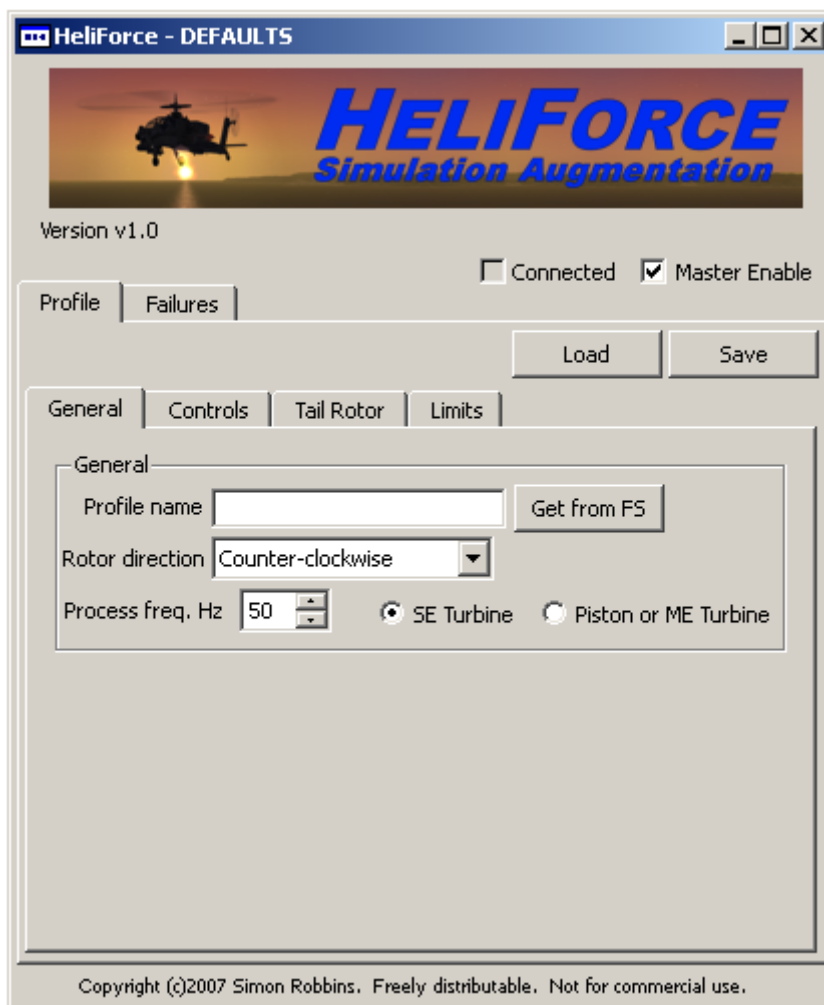 HeliForce - DEFAULTS
HELIFORCE
Simulation Augmentation
Version v1.0
Connected Master Enable
Profile Failures
Load Save
General Controls Tail Rotor Limits
General
Profile name Get from FS
Rotor direction Counter-clockwise
Process freq. Hz 50 SE Turbine Piston or ME Turbine
Copyright (c)2007 Simon Robbins. Freely distributable. Not for commercial use.